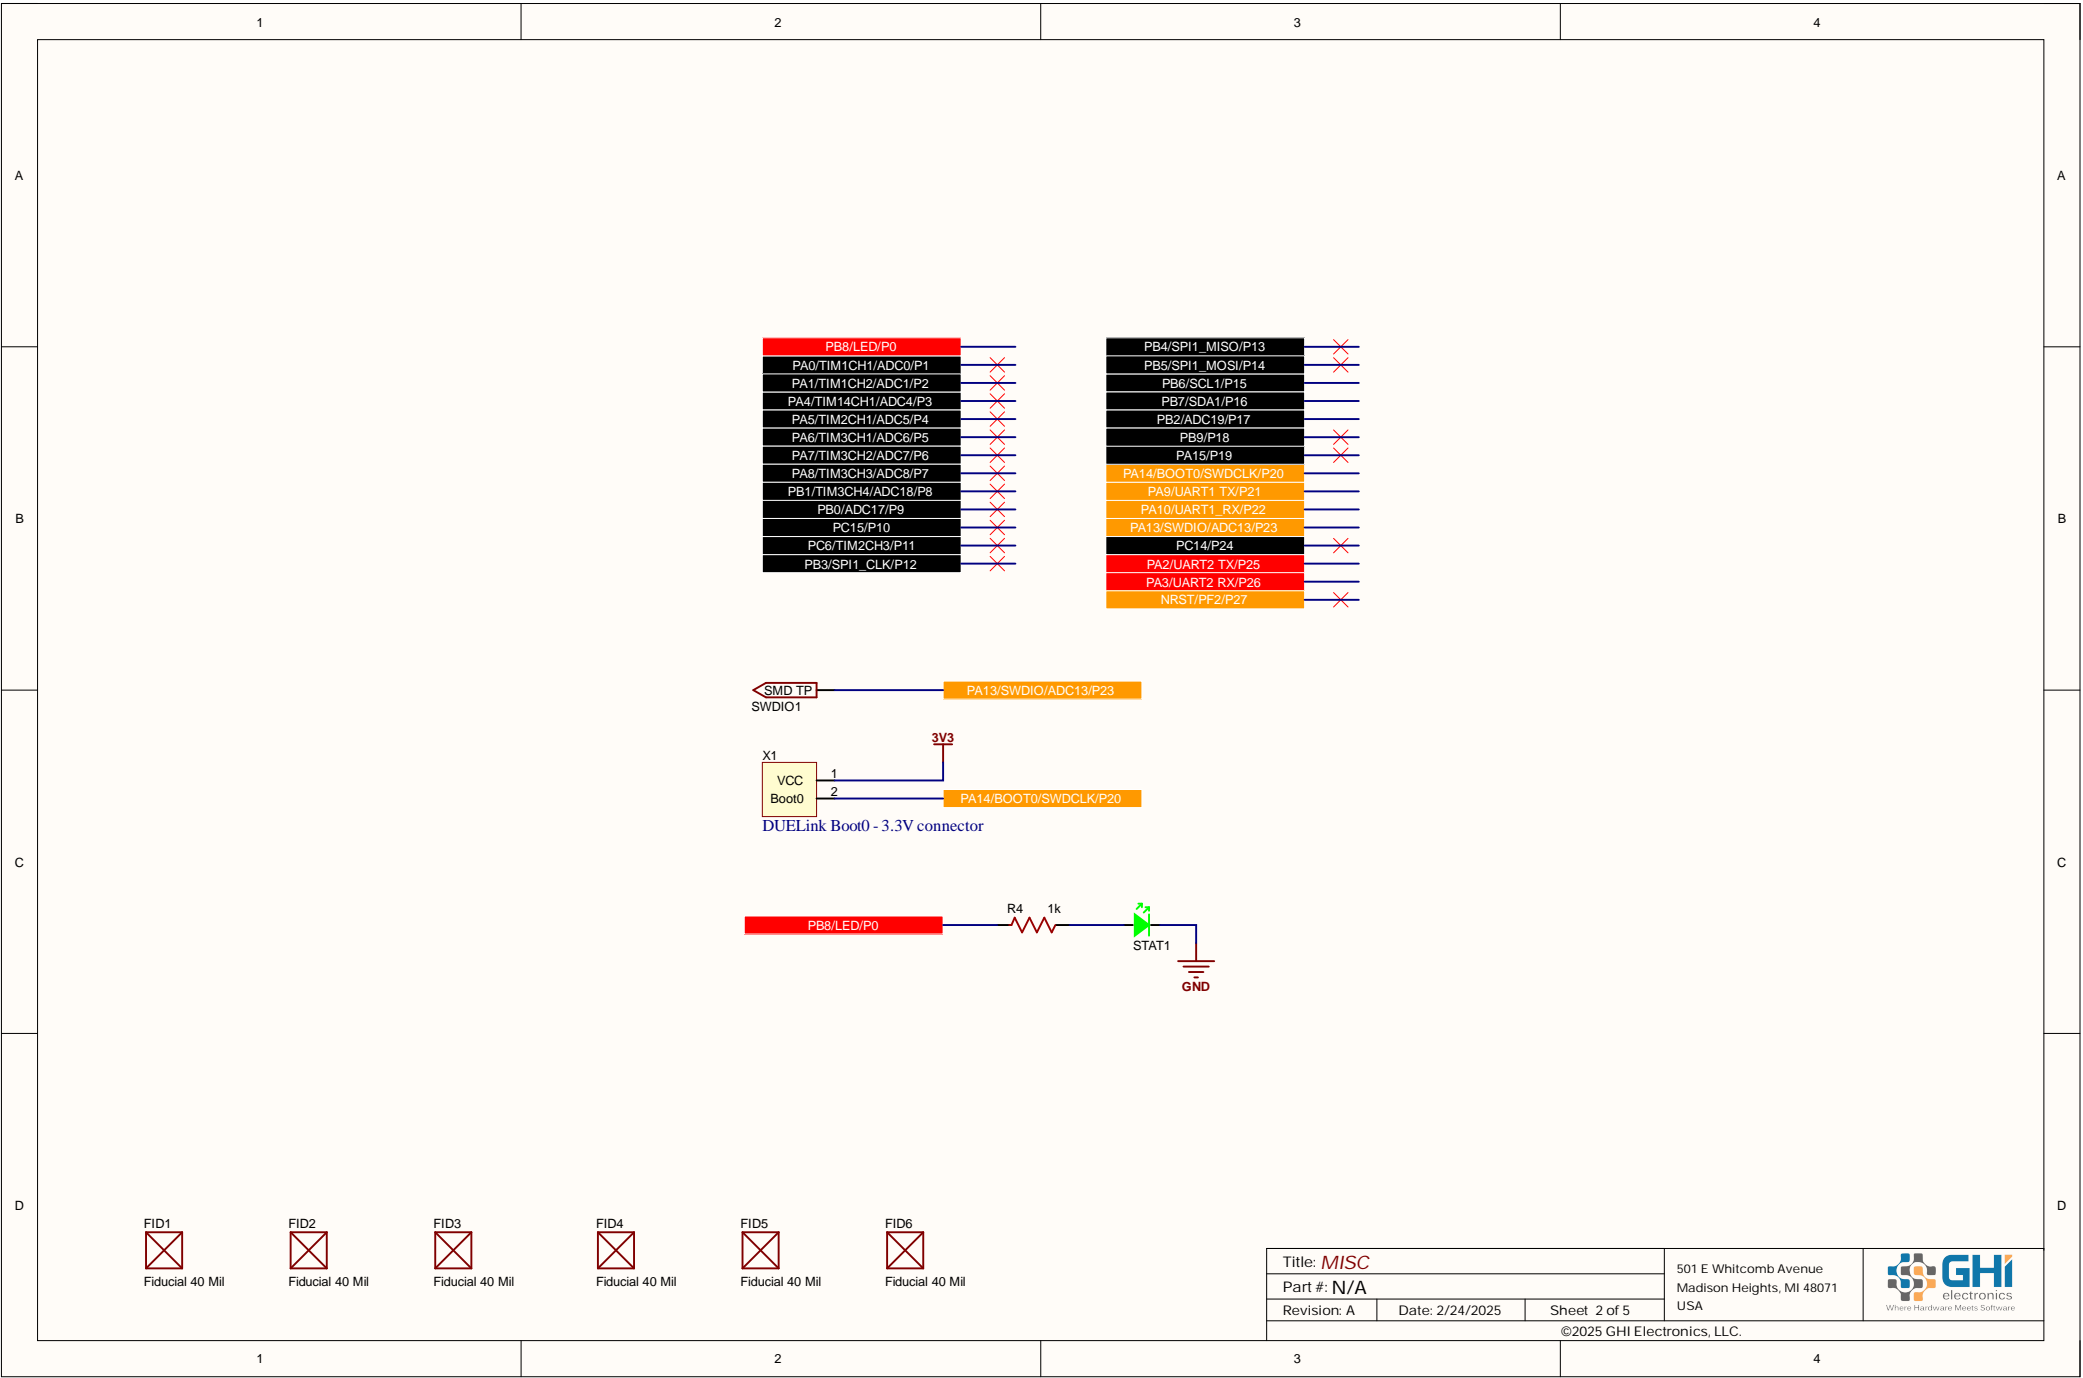 1 2 3 4
A A
PB8/LED/P0
PA0/TIM1CH1/ADC0/P1
PA1/TIM1CH2/ADC1/P2
PA4/TIM14CH1/ADC4/P3
PA5/TIM2CH1/ADC5/P4
PA6/TIM3CH1/ADC6/P5
PA7/TIM3CH2/ADC7/P6
PA8/TIM3CH3/ADC8/P7
PB1/TIM3CH4/ADC18/P8
PB0/ADC17/P9
PC15/P10
PC6/TIM2CH3/P11
PB3/SPI1_CLK/P12
PB4/SPI1_MISO/P13
PB5/SPI1_MOSI/P14
PB6/SCL1/P15
PB7/SDA1/P16
PB2/ADC19/P17
PB9/P18
PA15/P19
PA14/BOOT0/SWDCLK/P20
PA9/UART1 TX/P21
PA10/UART1_RX/P22
PA13/SWDIO/ADC13/P23
PC14/P24
PA2/UART2 TX/P25
PA3/UART2 RX/P26
NRST/PF2/P27
B B
SMD TP PA13/SWDIO/ADC13/P23
SWDIO1
3V3
X1
VCC 1
Boot0 2 PA14/BOOT0/SWDCLK/P20
DUELink Boot0 - 3.3V connector
C C
R4 1k
PB8/LED/P0
STAT1
GND
D D
FID1 FID2 FID3 FID4 FID5 FID6
Fiducial 40 Mil Fiducial 40 Mil Fiducial 40 Mil Fiducial 40 Mil Fiducial 40 Mil Fiducial 40 Mil
Title: MISC
Part #: N/A
Revision: A Date: 2/24/2025 Sheet 2 of 5
501 E Whitcomb Avenue
Madison Heights, MI 48071
USA
GHi
electronics
Where Hardware Meets Software
©2025 GHI Electronics, LLC.
1 2 3 4